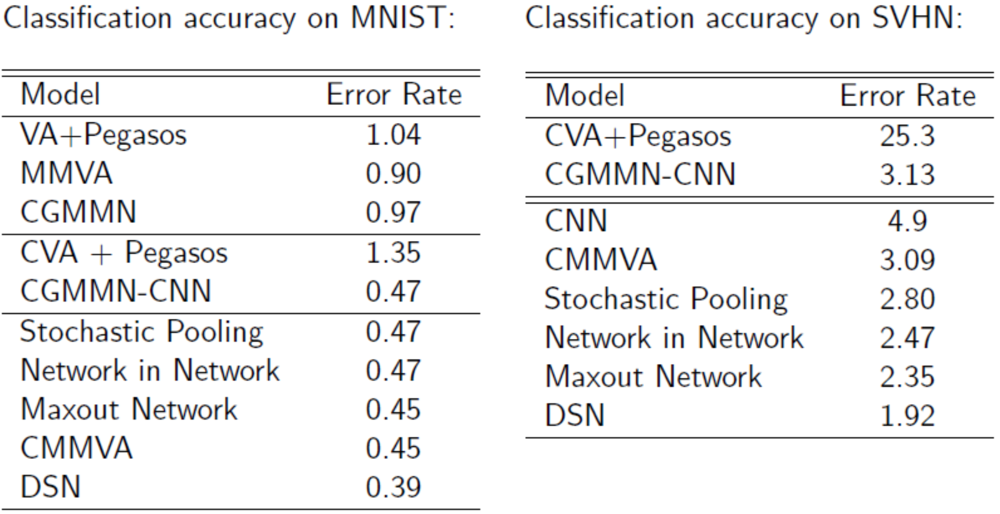 Classification accuracy on MNIST:
Model Error Rate
VA+Pegasos 1.04
MMVA 0.90
CGMMN 0.97
CVA + Pegasos 1.35
CGMMN-CNN 0.47
Stochastic Pooling 0.47
Network in Network 0.47
Maxout Network 0.45
CMMVA 0.45
DSN 0.39
Classification accuracy on SVHN:
Model Error Rate
CVA+Pegasos 25.3
CGMMN-CNN 3.13
CNN 4.9
CMMVA 3.09
Stochastic Pooling 2.80
Network in Network 2.47
Maxout Network 2.35
DSN 1.92